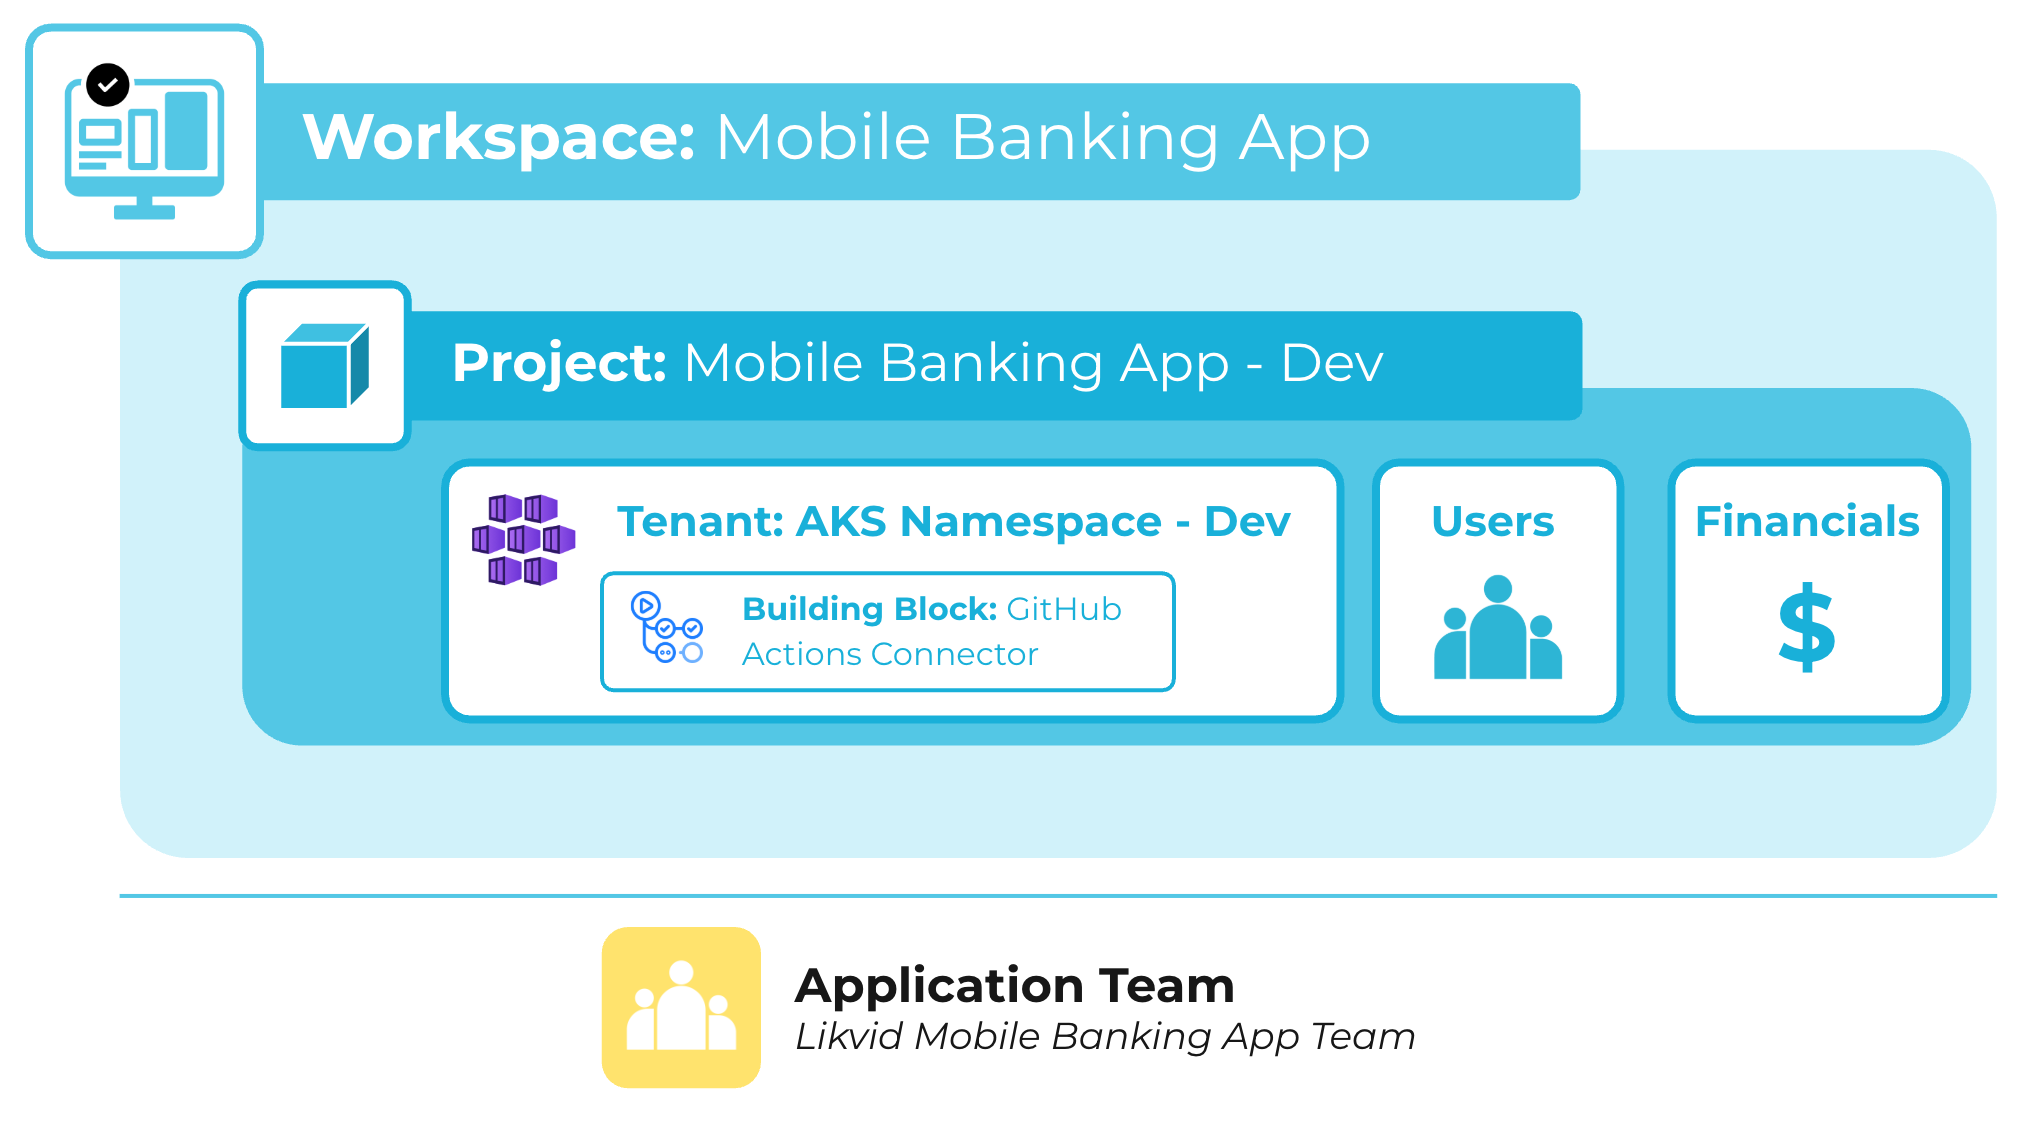 Workspace: Mobile Banking App
Project: Mobile Banking App - Dev
Tenant: AKS Namespace - Dev
Building Block: GitHub
Actions Connector
Users
Financials
$
Application Team
Likvid Mobile Banking App Team